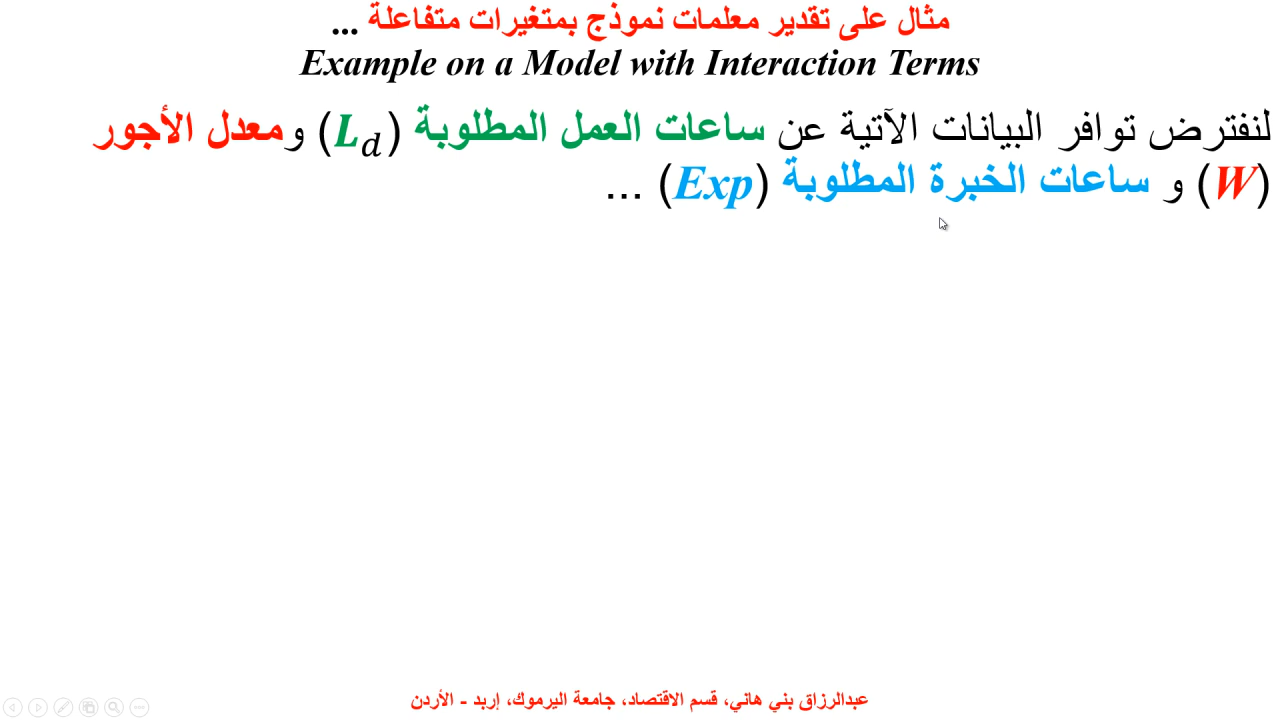 مثال على تقدير معلمات نموذج بمتغيرات متفاعلة ...
Example on a Model with Interaction Terms
لنفترض توافر البيانات الآتية عن ساعات العمل المطلوبة (L_d) ومعدل الأجور
(W) و ساعات الخبرة المطلوبة (Exp) ...
عبدالرزاق بني هاني، قسم الاقتصاد، جامعة اليرموك، إربد - الأردن